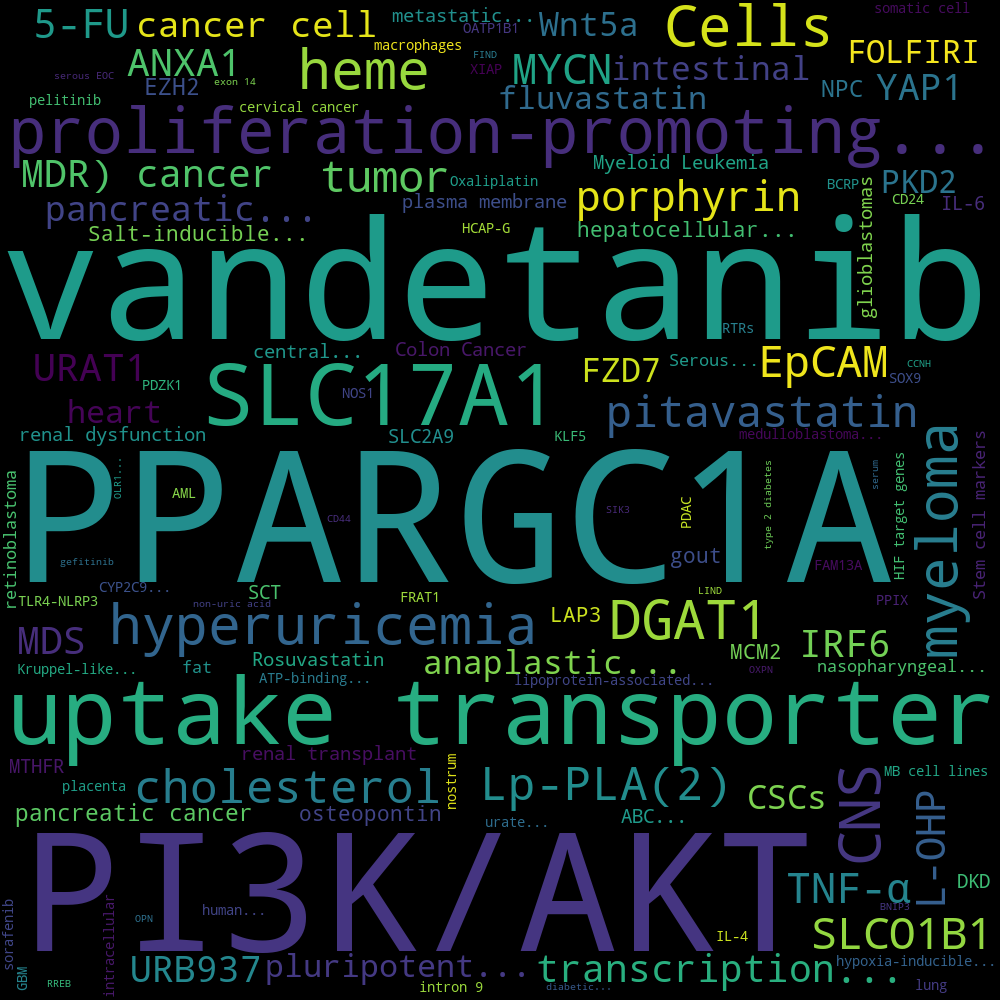 5-FU
cancer cell
metastatic...
OATP1B1
Wnt5a
Cells
somatic cell
FOLFIRI
macrophages
FIND
XIAP
ANXA1
heme
MYCN
intestinal
serous EOC
EZH2
exon 14
NPC
YAP1
pelitinib
cervical cancer
fluvastatin
proliferation-promoting...
MDR) cancer
tumor
Oxaliplatin
Myeloid Leukemia
BCRP
PKD2
CD24
IL-6
pancreatic...
plasma membrane
porphyrin
glioblastomas
Salt-inducible...
HCAP-G
hepatocellular...
vandetanib
RTRs
URAT1
central...
Colon Cancer
FZD7
Serous...
EpCAM
CCNH
SOX9
PDZK1
SLC17A1
NOS1
heart
pitavastatin
renal dysfunction
SLC2A9
KLF5
medulloblastoma...
myeloma
Stem cell markers
retinoblastoma
PPARGC1A
OLR1...
AML
CD44
SIK3
PDAC
type 2 diabetes
serum
HIF target genes
gefitinib
gout
FAM13A
CYP2C9...
SCT
FRAT1
LIND
TLR4-NLRP3
non-uric acid
PPIX
MDS
hyperuricemia
LAP3
DGAT1
IRF6
MCM2
Kruppel-like...
fat
Rosuvastatin
ATP-binding...
anaplastic...
lipoprotein-associated...
OXPN
nasopharyngeal...
uptake transporter
MTHFR
renal transplant
nostrum
placenta
cholesterol
Lp-PLA(2)
CSCs
CNS
MB cell lines
L-OHP
pancreatic cancer
osteopontin
urate...
ABC...
PI3K/AKT
TNF-α
DKD
BNIP3
sorafenib
intracellular
OPN
human...
IL-4
SLCO1B1
GBM
RREB
URB937
pluripotent...
transcription...
hypoxia-inducible...
intron 9
diabetic...
lung